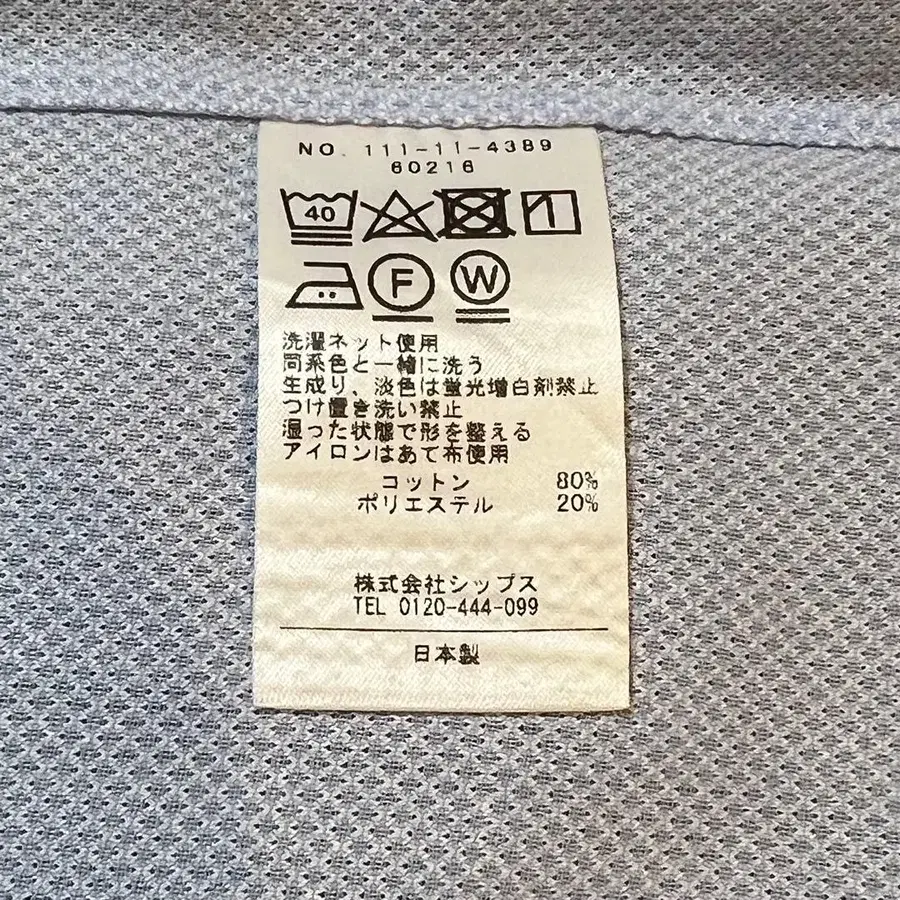 NO. 111-11-4389
60216
40
F W
洗濯ネット使用
同系色と一緒に洗う
生成り、淡色は蛍光増白剤禁止
つけ置き洗い禁止
湿った状態で形を整える
アイロンはあて布使用
コットン 80%
ポリエステル 20%
株式会社シップス
TEL 0120-444-099
日本製